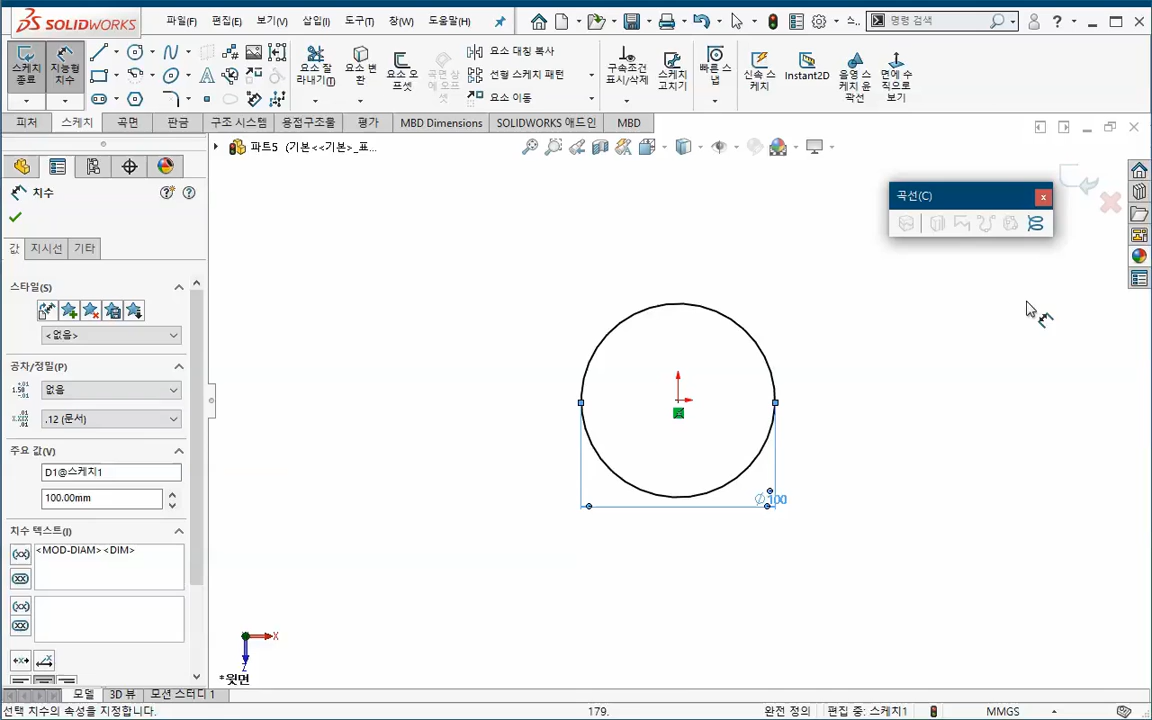 SOLIDWORKS
파일(F)
편집(E)
보기(V)
삽입(I)
도구(T)
창(W)
도움말(H)
스..
명령 검색
스케치 종료
지능형 치수
요소 잘라내기(I)
요소 변환
요소 오프셋
곡면상 오프셋
요소 대칭 복사
선형 스케치 패턴
요소 이동
구속조건 표시/삭제
스케치 고치기
빠른 스냅
신속 스케치
Instant2D
음영 스케치 윤곽선
면에 수직으로 보기
피처
스케치
곡면
판금
구조 시스템
용접구조물
평가
MBD Dimensions
SOLIDWORKS 애드인
MBD
파트5 (기본<<기본>_표...
치수
곡선(C)
x
값
지시선
기타
스타일(S)
<없음>
공차/정밀(P)
없음
.12 (문서)
주요 값(V)
D1@스케치1
100.00mm
치수 텍스트(I)
<MOD-DIAM><DIM>
∅100
X
Z
*윗면
모델
3D 뷰
모션 스터디 1
선택 치수의 속성을 지정합니다.
179.
완전 정의
편집 중: 스케치1
MMGS